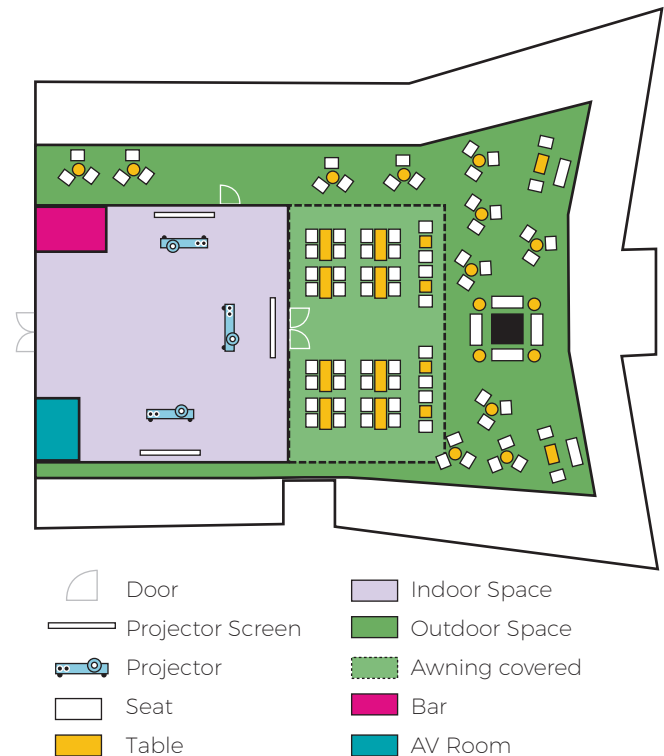 Door
Indoor Space
Projector Screen
Outdoor Space
Projector
Awning covered
Seat
Bar
Table
AV Room